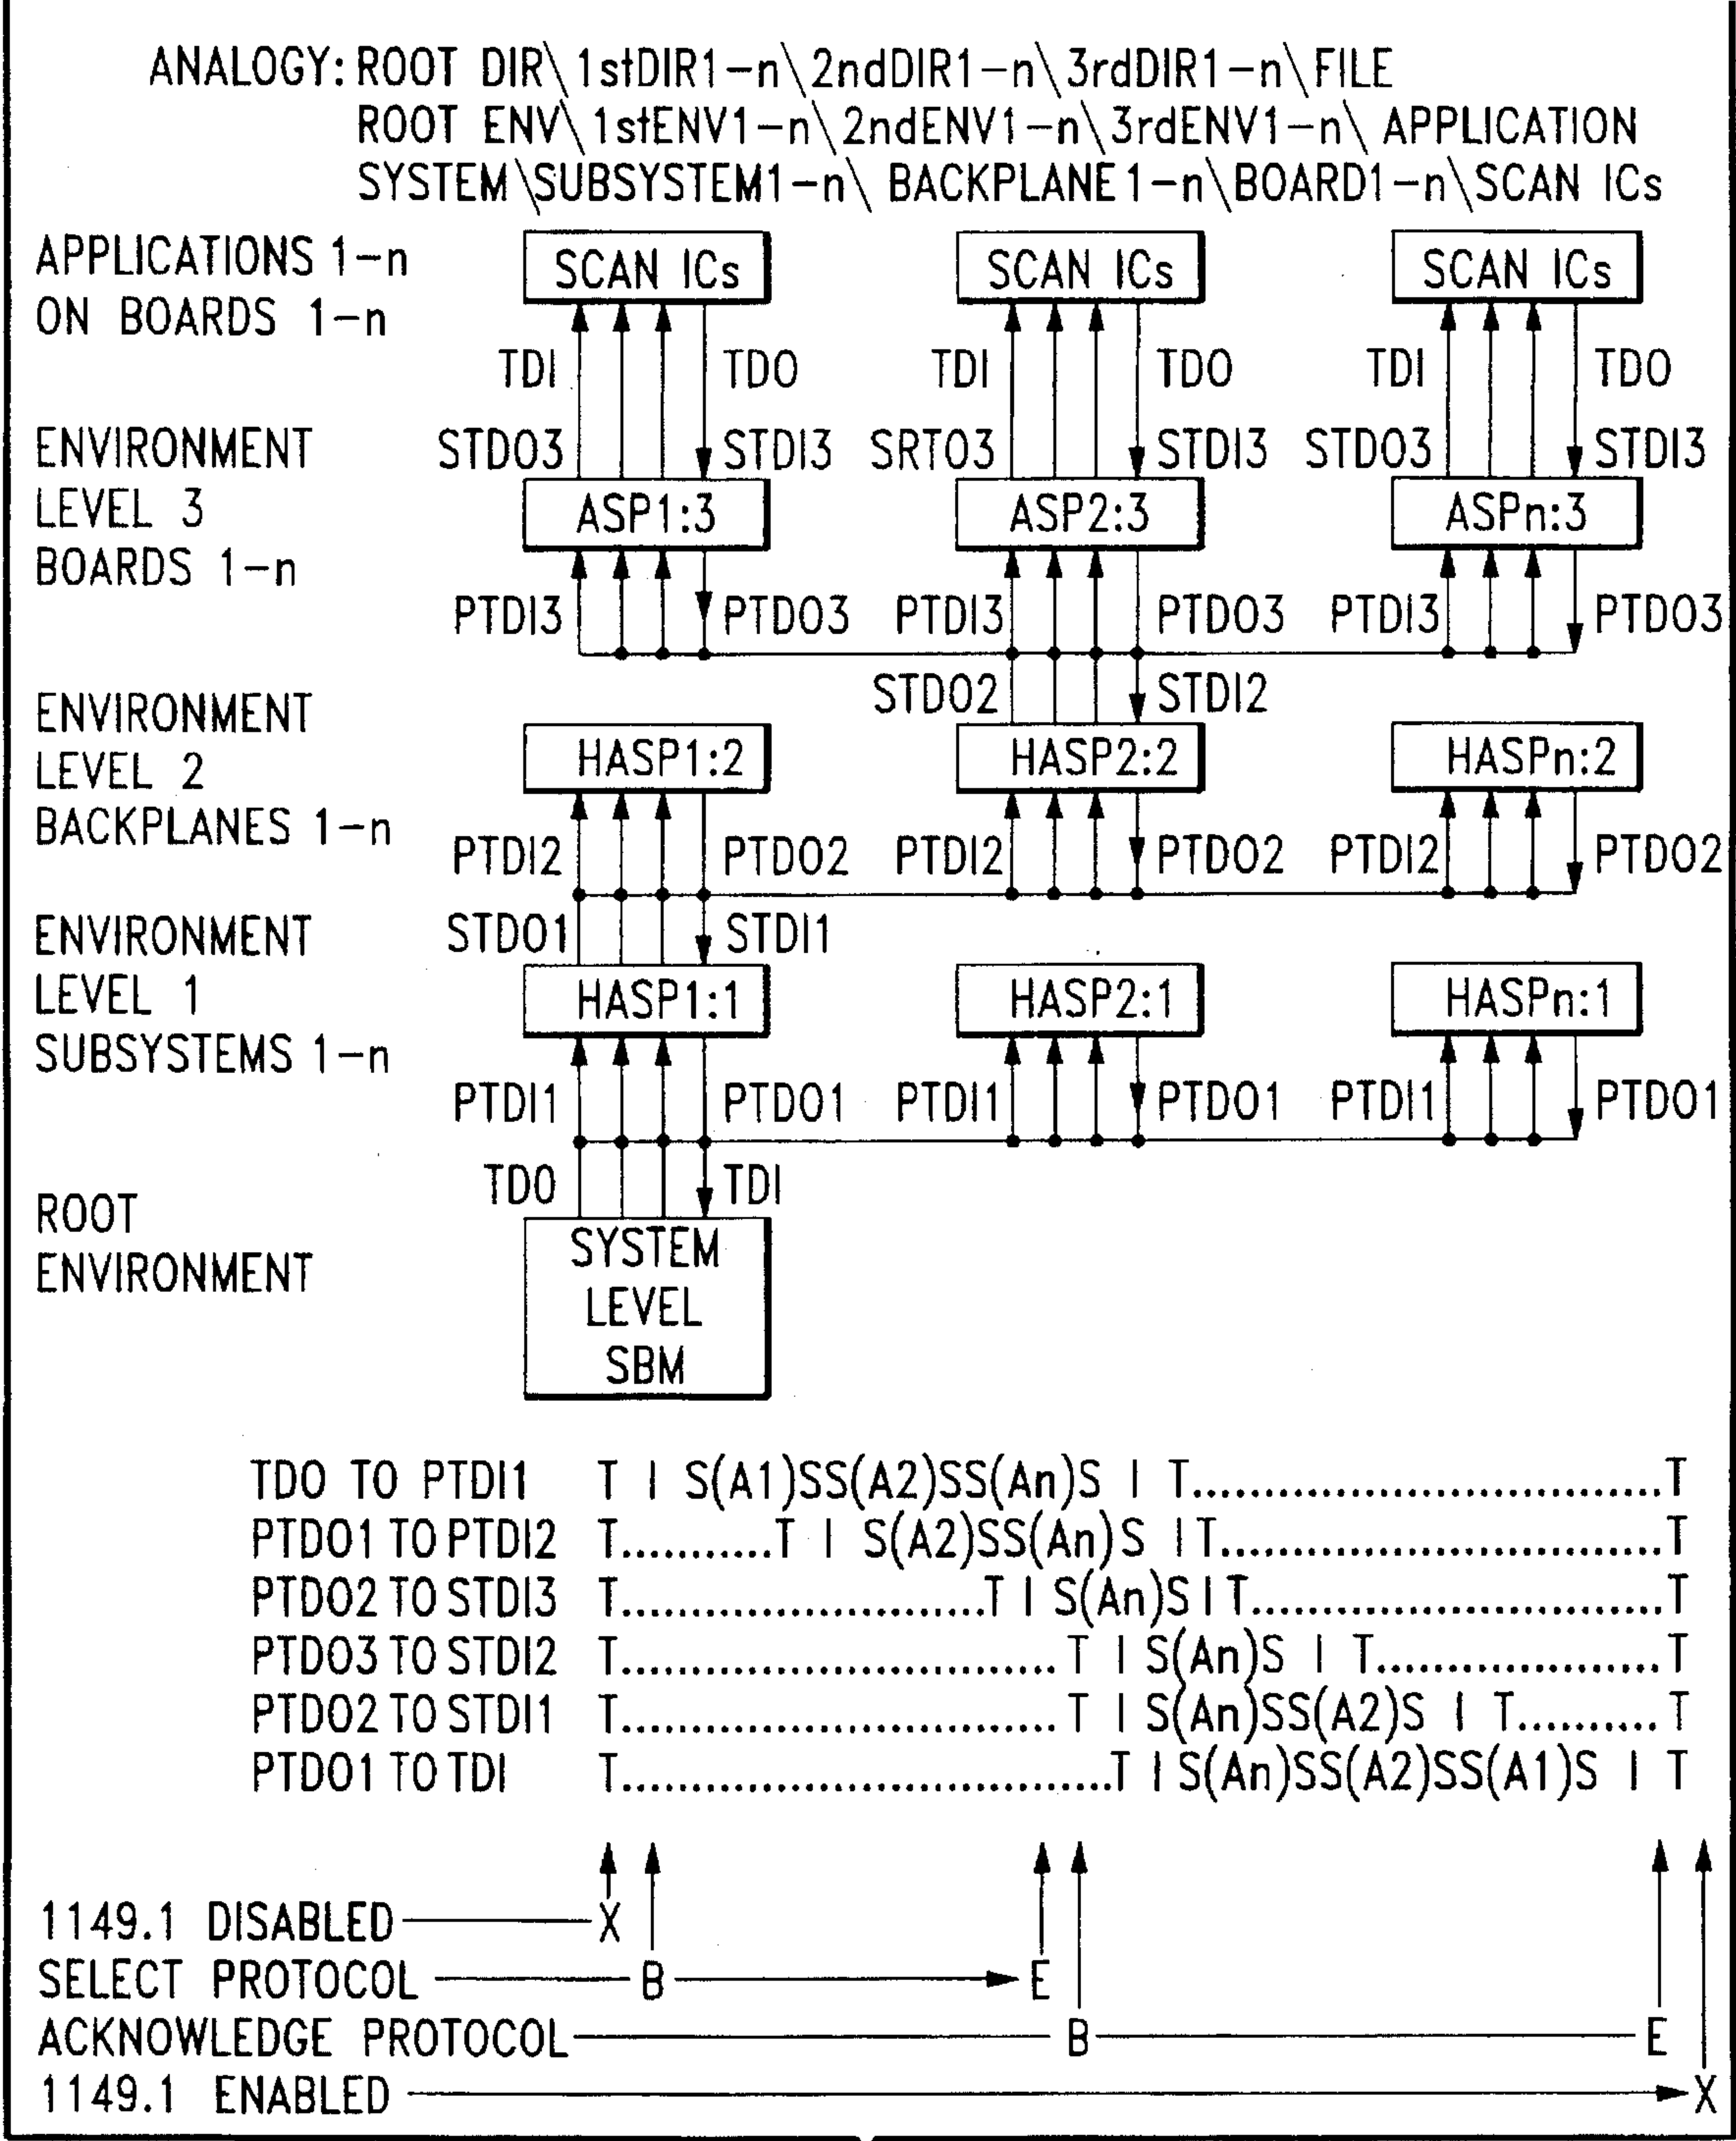 ANALOGY: ROOT DIR\1stDIR1-n\2ndDIR1-n\3rdDIR1-n\FILE
ROOT ENV\1stENV1-n\2ndENV1-n\3rdENV1-n\ APPLICATION
SYSTEM\SUBSYSTEM1-n\ BACKPLANE1-n\BOARD1-n\SCAN ICs
APPLICATIONS 1-n
ON BOARDS 1-n
SCAN ICs SCAN ICs SCAN ICs
TDI TDO TDI TDO TDI TDO
ENVIRONMENT
LEVEL 3
BOARDS 1-n
STDO3 STDI3 SRTO3 STDI3 STDO3 STDI3
ASP1:3 ASP2:3 ASPn:3
PTDI3 PTDO3 PTDI3 PTDO3 PTDI3 PTDO3
STDO2 STDI2
ENVIRONMENT
LEVEL 2
BACKPLANES 1-n
HASP1:2 HASP2:2 HASPn:2
PTDI2 PTDO2 PTDI2 PTDO2 PTDI2 PTDO2
STDO1 STDI1
ENVIRONMENT
LEVEL 1
SUBSYSTEMS 1-n
HASP1:1 HASP2:1 HASPn:1
PTDI1 PTDO1 PTDI1 PTDO1 PTDI1 PTDO1
TDO TDI
ROOT
ENVIRONMENT
SYSTEM
LEVEL
SBM
TDO TO PTDI1 T I S(A1)SS(A2)SS(An)S I T.................................T
PTDO1 TO PTDI2 T...........T I S(A2)SS(An)S IT...............................T
PTDO2 TO STDI3 T.........................T I S(An)SIT.............................T
PTDO3 TO STDI2 T..............................T I S(An)S I T....................T
PTDO2 TO STDI1 T..............................T I S(An)SS(A2)S I T..........T
PTDO1 TO TDI T...................................T I S(An)SS(A2)SS(A1)S I T
1149.1 DISABLED X
SELECT PROTOCOL B E
ACKNOWLEDGE PROTOCOL B E
1149.1 ENABLED X